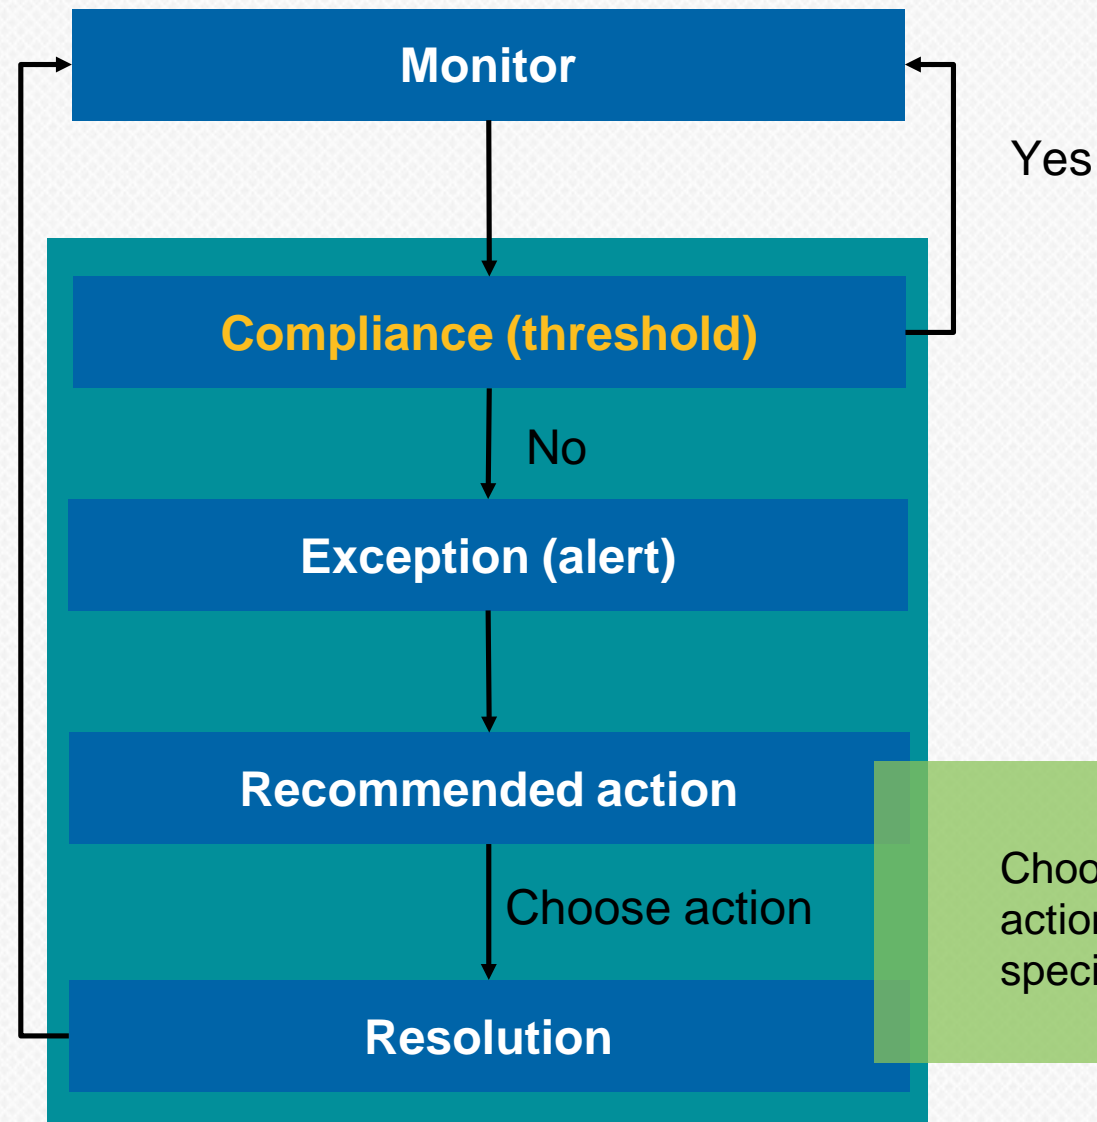 Monitor
Yes
Compliance (threshold)
No
Exception (alert)
Recommended action
Choose action
Resolution